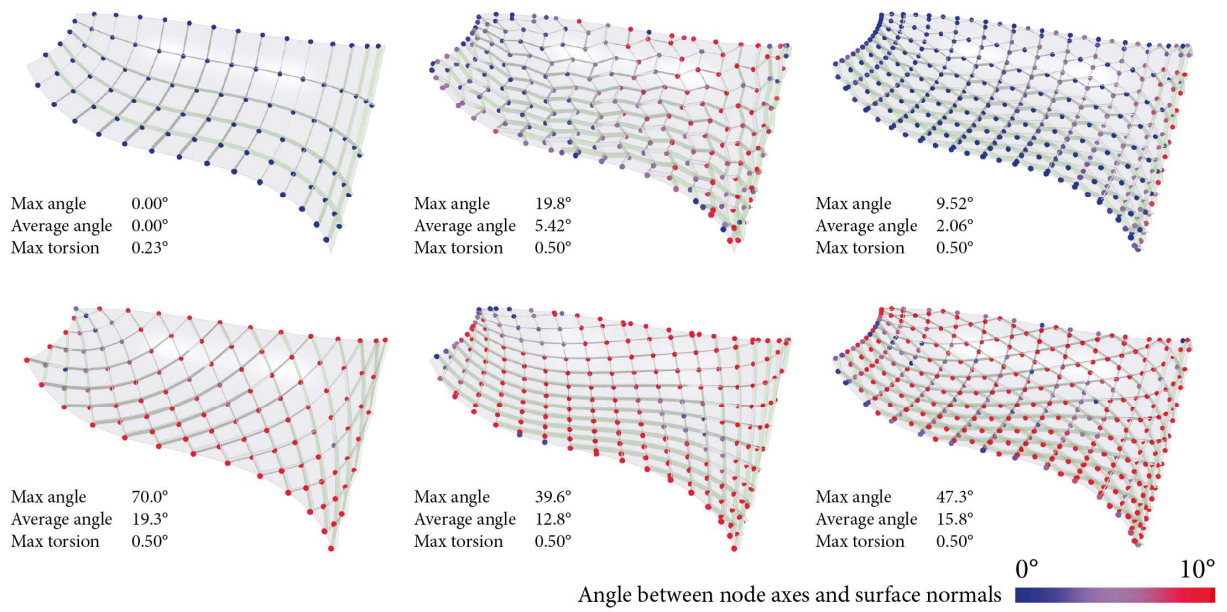 Max angle 0.00°
Average angle 0.00°
Max torsion 0.23°
Max angle 19.8°
Average angle 5.42°
Max torsion 0.50°
Max angle 9.52°
Average angle 2.06°
Max torsion 0.50°
Max angle 70.0°
Average angle 19.3°
Max torsion 0.50°
Max angle 39.6°
Average angle 12.8°
Max torsion 0.50°
Max angle 47.3°
Average angle 15.8°
Max torsion 0.50°
0° 10°
Angle between node axes and surface normals